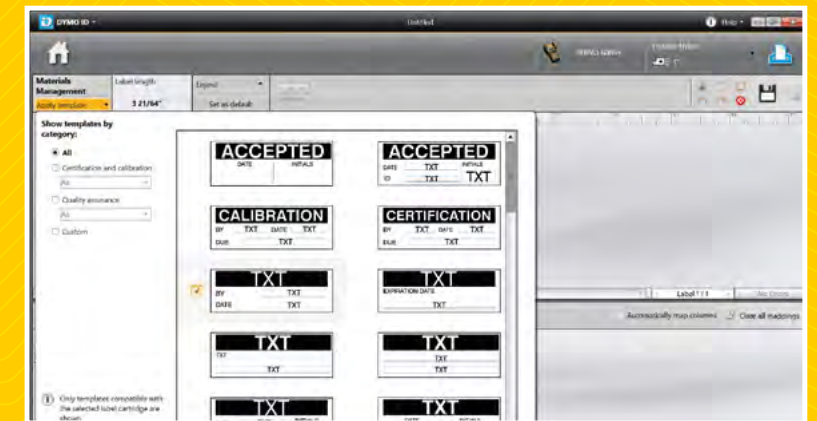 DYMO ID
Untitled
Help
Materials
Management
Label length
Legend
Apply template
3 21/64"
Set as default
Show templates by
category:
All
Certification and calibration
All
Quality assurance
All
Custom
Only templates compatible with
the selected label cartridge are
shown
ACCEPTED
DATE INITIALS
ACCEPTED
DATE TXT INITIALS
ID TXT TXT
CALIBRATION
BY TXT DATE TXT
DUE TXT
CERTIFICATION
BY TXT DATE TXT
DUE TXT
TXT
BY TXT
DATE TXT
TXT
EXPIRATION DATE
TXT
TXT
TXT
TXT
TXT
TXT
TXT
TXT
TXT
Label 1 / 1
Automatically map columns
Clear all mappings